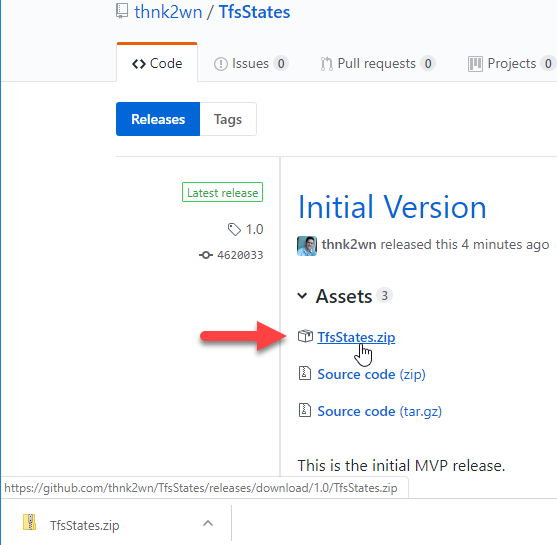 thnk2wn / TfsStates
Code Issues 0 Pull requests 0 Projects 0
Releases Tags
Latest release
Initial Version
1.0
thnk2wn released this 4 minutes ago
4620033
Assets 3
TfsStates.zip
Source code (zip)
Source code (tar.gz)
This is the initial MVP release.
https://github.com/thnk2wn/TfsStates/releases/download/1.0/TfsStates.zip
TfsStates.zip